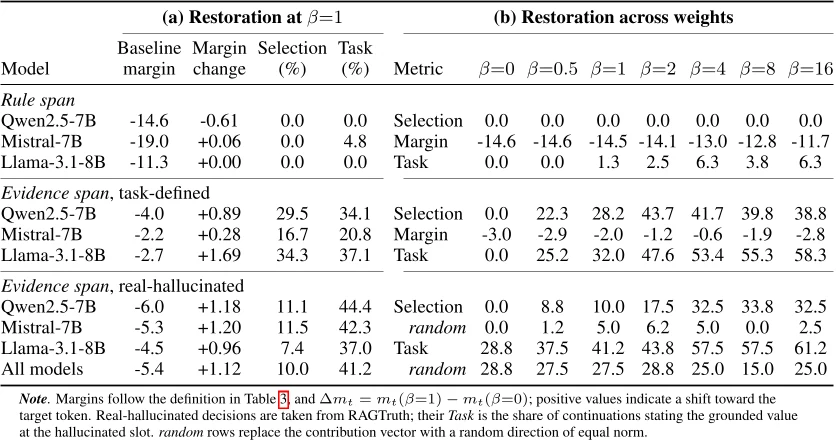 (a) Restoration at β=1 (b) Restoration across weights
Baseline Margin Selection Task
Model margin change (%) (%) Metric β=0 β=0.5 β=1 β=2 β=4 β=8 β=16
Rule span
Qwen2.5-7B -14.6 -0.61 0.0 0.0 Selection 0.0 0.0 0.0 0.0 0.0 0.0 0.0
Mistral-7B -19.0 +0.06 0.0 4.8 Margin -14.6 -14.6 -14.5 -14.1 -13.0 -12.8 -11.7
Llama-3.1-8B -11.3 +0.00 0.0 0.0 Task 0.0 0.0 1.3 2.5 6.3 3.8 6.3
Evidence span, task-defined
Qwen2.5-7B -4.0 +0.89 29.5 34.1 Selection 0.0 22.3 28.2 43.7 41.7 39.8 38.8
Mistral-7B -2.2 +0.28 16.7 20.8 Margin -3.0 -2.9 -2.0 -1.2 -0.6 -1.9 -2.8
Llama-3.1-8B -2.7 +1.69 34.3 37.1 Task 0.0 25.2 32.0 47.6 53.4 55.3 58.3
Evidence span, real-hallucinated
Qwen2.5-7B -6.0 +1.18 11.1 44.4 Selection 0.0 8.8 10.0 17.5 32.5 33.8 32.5
Mistral-7B -5.3 +1.20 11.5 42.3 random 0.0 1.2 5.0 6.2 5.0 0.0 2.5
Llama-3.1-8B -4.5 +0.96 7.4 37.0 Task 28.8 37.5 41.2 43.8 57.5 57.5 61.2
All models -5.4 +1.12 10.0 41.2 random 28.8 27.5 27.5 28.8 25.0 15.0 25.0
Note. Margins follow the definition in Table 3, and Δm_t = m_t(β=1) − m_t(β=0); positive values indicate a shift toward the
target token. Real-hallucinated decisions are taken from RAGTruth; their Task is the share of continuations stating the grounded value
at the hallucinated slot. random rows replace the contribution vector with a random direction of equal norm.